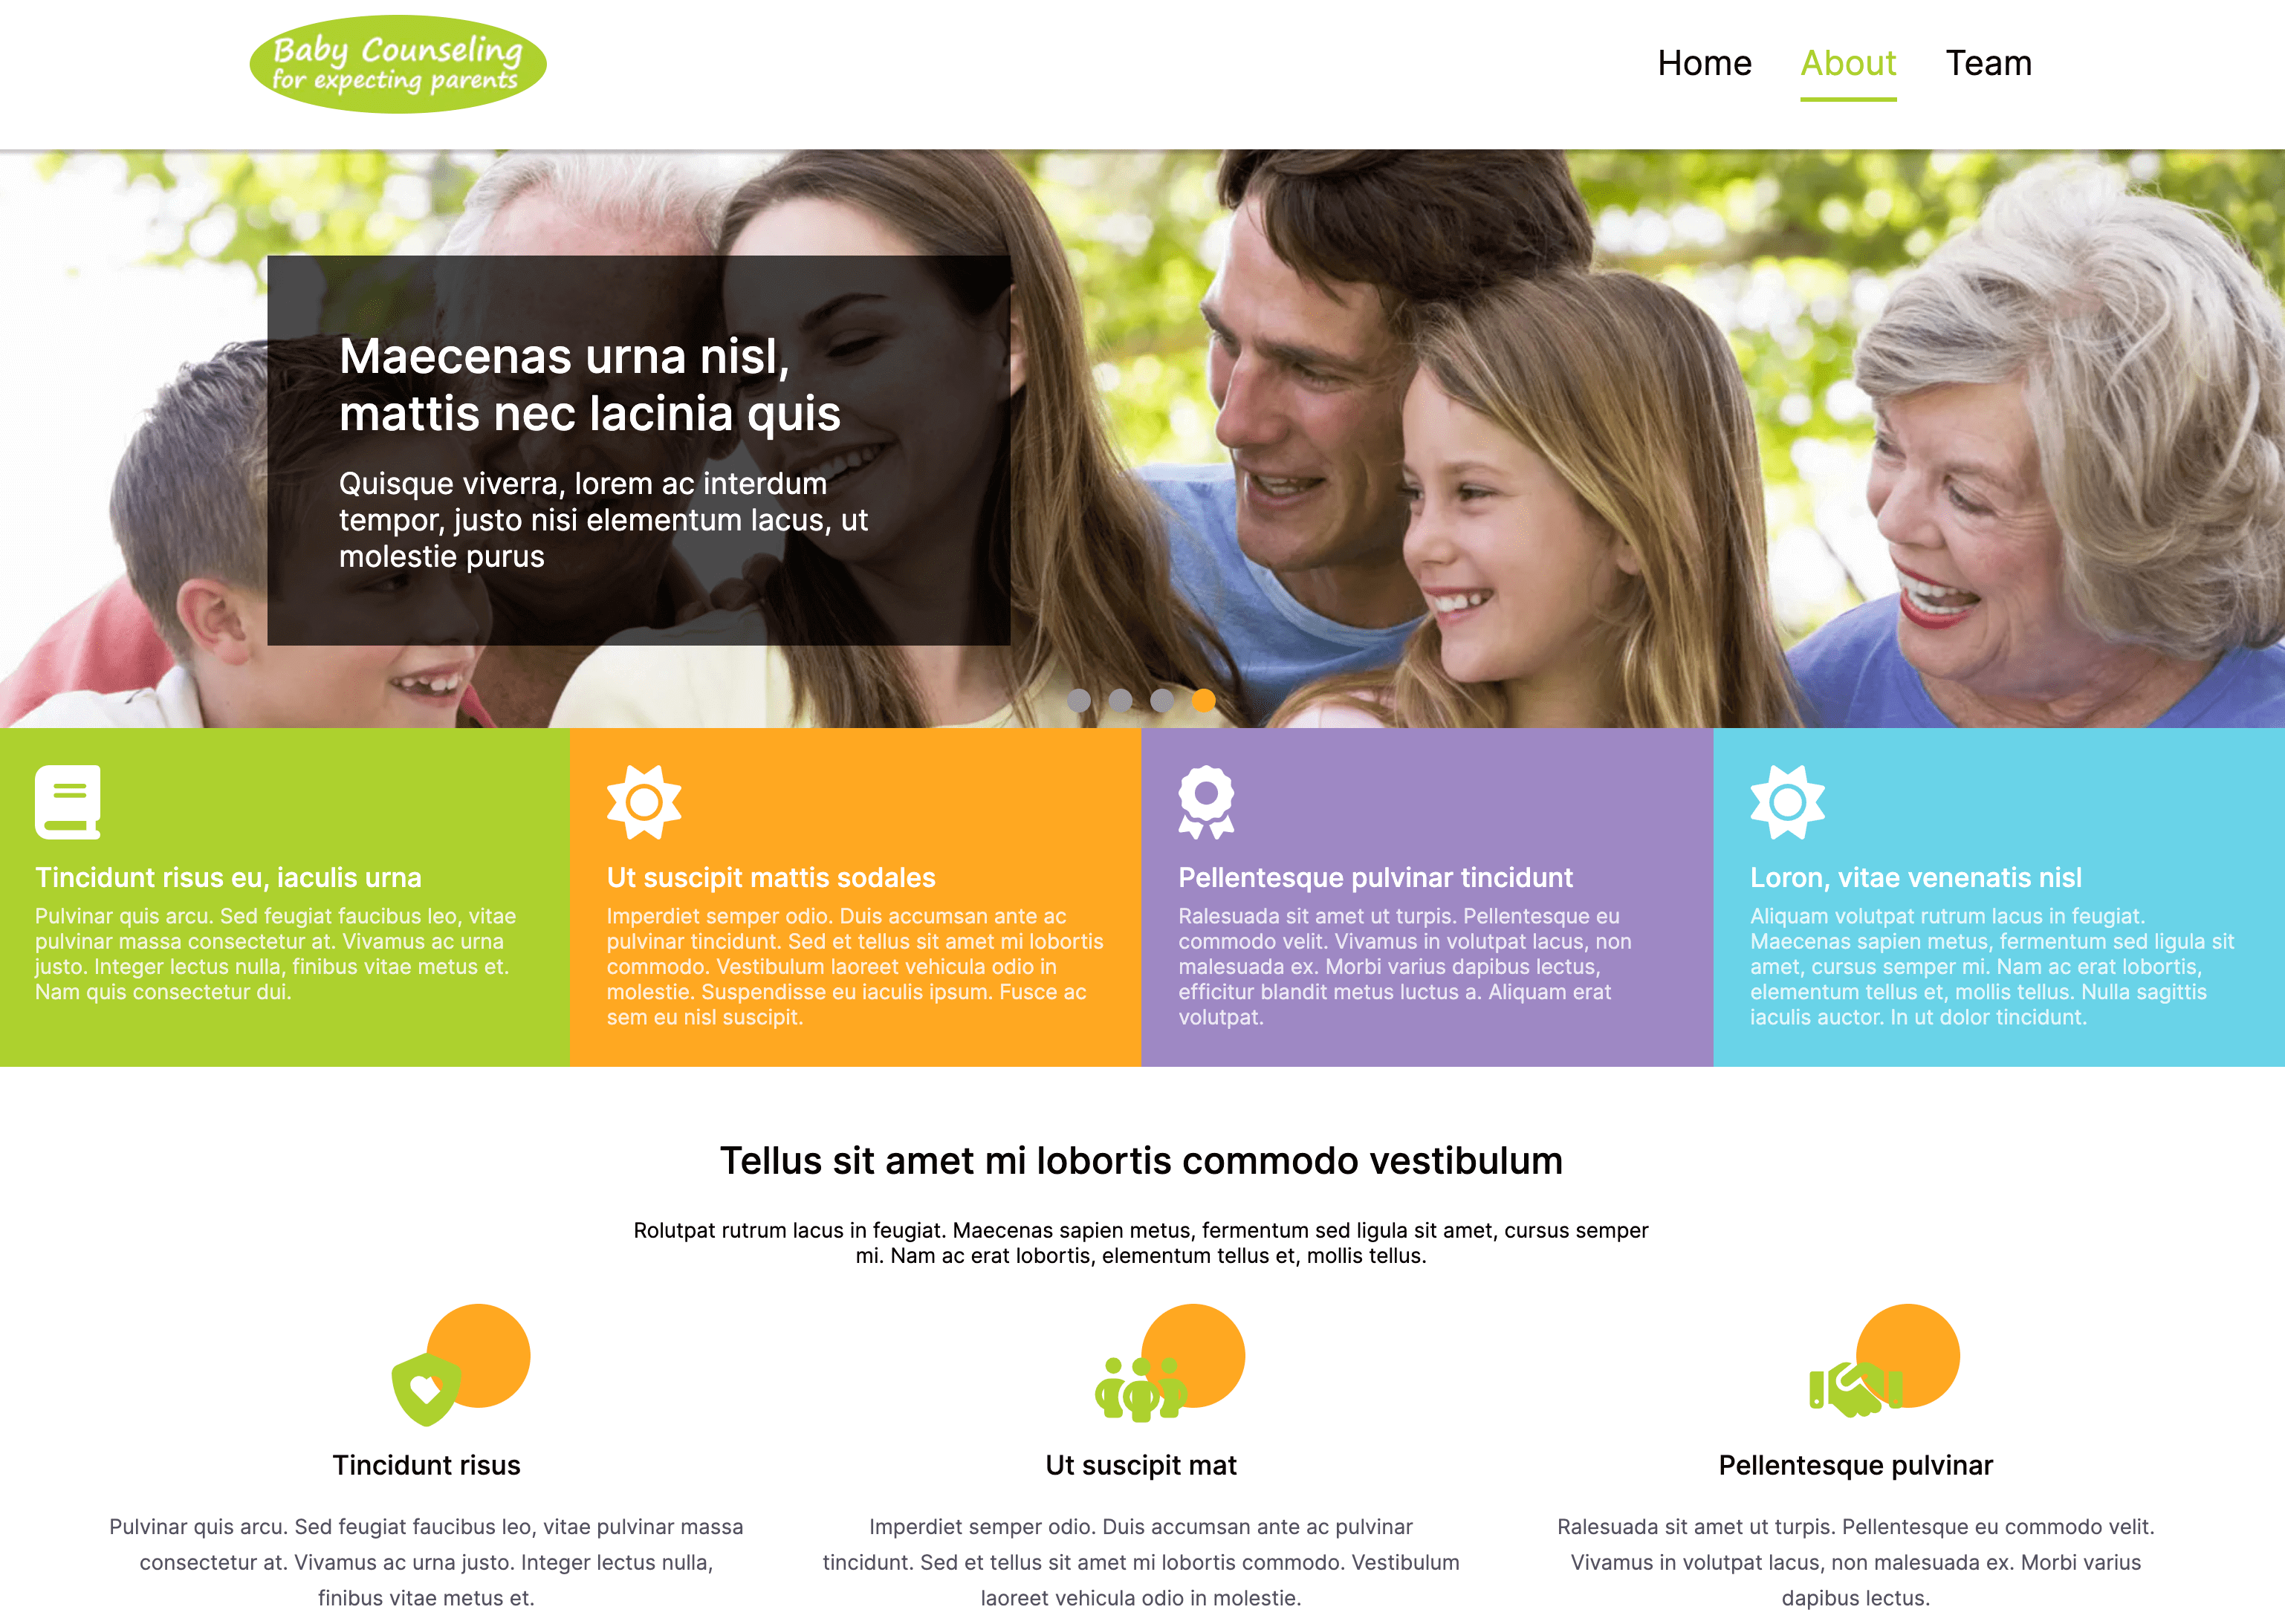 Baby Counseling
for expecting parents
Home About Team
Maecenas urna nisl,
mattis nec lacinia quis
Quisque viverra, lorem ac interdum
tempor, justo nisi elementum lacus, ut
molestie purus
Tincidunt risus eu, iaculis urna
Pulvinar quis arcu. Sed feugiat faucibus leo, vitae
pulvinar massa consectetur at. Vivamus ac urna
justo. Integer lectus nulla, finibus vitae metus et.
Nam quis consectetur dui.
Ut suscipit mattis sodales
Imperdiet semper odio. Duis accumsan ante ac
pulvinar tincidunt. Sed et tellus sit amet mi lobortis
commodo. Vestibulum laoreet vehicula odio in
molestie. Suspendisse eu iaculis ipsum. Fusce ac
sem eu nisl suscipit.
Pellentesque pulvinar tincidunt
Ralesuada sit amet ut turpis. Pellentesque eu
commodo velit. Vivamus in volutpat lacus, non
malesuada ex. Morbi varius dapibus lectus,
efficitur blandit metus luctus a. Aliquam erat
volutpat.
Loron, vitae venenatis nisl
Aliquam volutpat rutrum lacus in feugiat.
Maecenas sapien metus, fermentum sed ligula sit
amet, cursus semper mi. Nam ac erat lobortis,
elementum tellus et, mollis tellus. Nulla sagittis
iaculis auctor. In ut dolor tincidunt.
Tellus sit amet mi lobortis commodo vestibulum
Rolutpat rutrum lacus in feugiat. Maecenas sapien metus, fermentum sed ligula sit amet, cursus semper
mi. Nam ac erat lobortis, elementum tellus et, mollis tellus.
Tincidunt risus
Pulvinar quis arcu. Sed feugiat faucibus leo, vitae pulvinar massa
consectetur at. Vivamus ac urna justo. Integer lectus nulla,
finibus vitae metus et.
Ut suscipit mat
Imperdiet semper odio. Duis accumsan ante ac pulvinar
tincidunt. Sed et tellus sit amet mi lobortis commodo. Vestibulum
laoreet vehicula odio in molestie.
Pellentesque pulvinar
Ralesuada sit amet ut turpis. Pellentesque eu commodo velit.
Vivamus in volutpat lacus, non malesuada ex. Morbi varius
dapibus lectus.